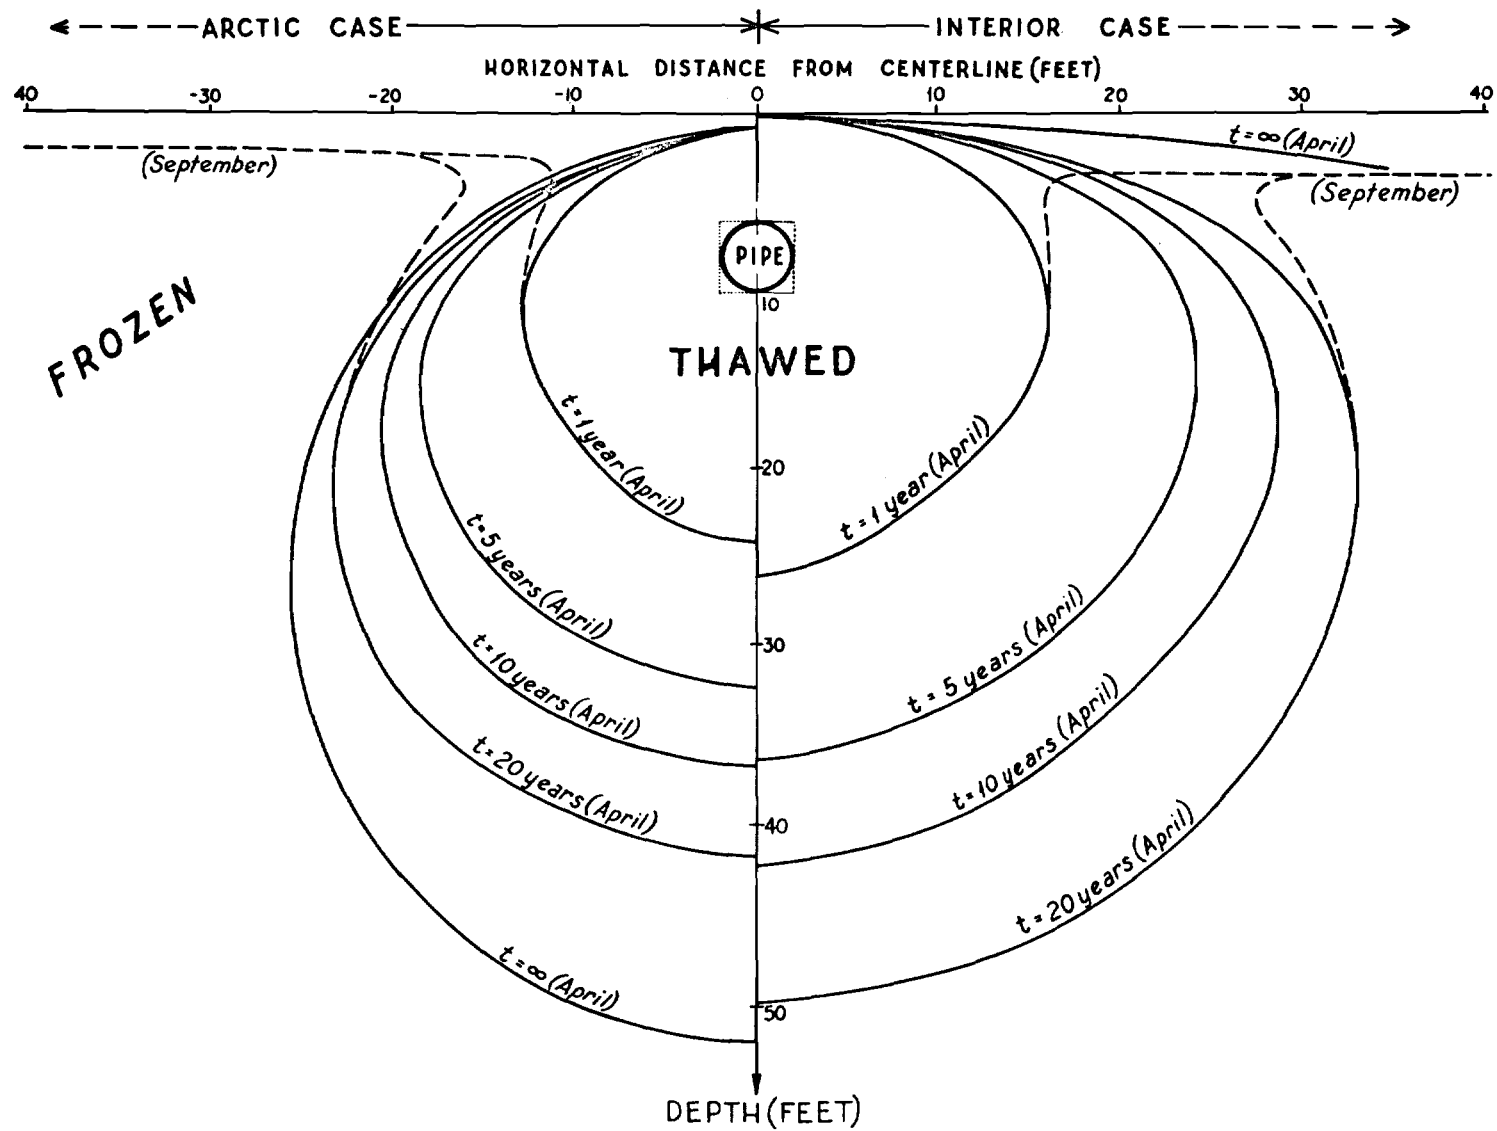 ARCTIC CASE INTERIOR CASE
HORIZONTAL DISTANCE FROM CENTERLINE (FEET)
40 -30 -20 -10 0 10 20 30 40
t=∞ (April)
(September) (September)
PIPE
10
FROZEN
THAWED
t=1 year (April) t=1 year (April)
20
t=5 years (April) t=5 years (April)
30
t=10 years (April) t=10 years (April)
t=20 years (April) t=20 years (April)
40
t=∞ (April)
50
DEPTH (FEET)